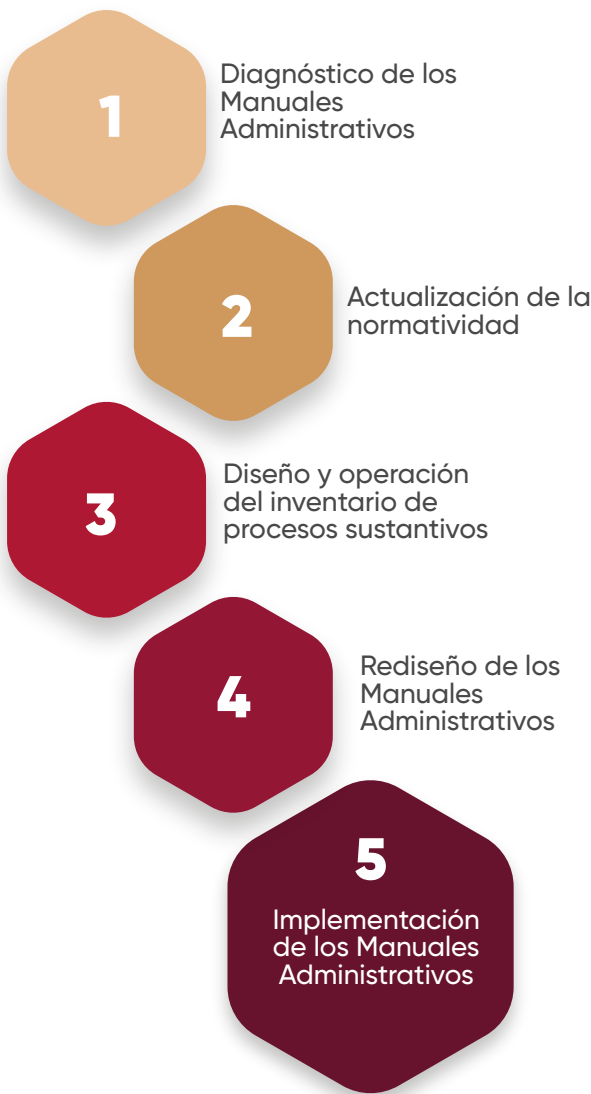 1
Diagnóstico de los
Manuales
Administrativos
2
Actualización de la
normatividad
3
Diseño y operación
del inventario de
procesos sustantivos
4
Rediseño de los
Manuales
Administrativos
5
Implementación
de los Manuales
Administrativos